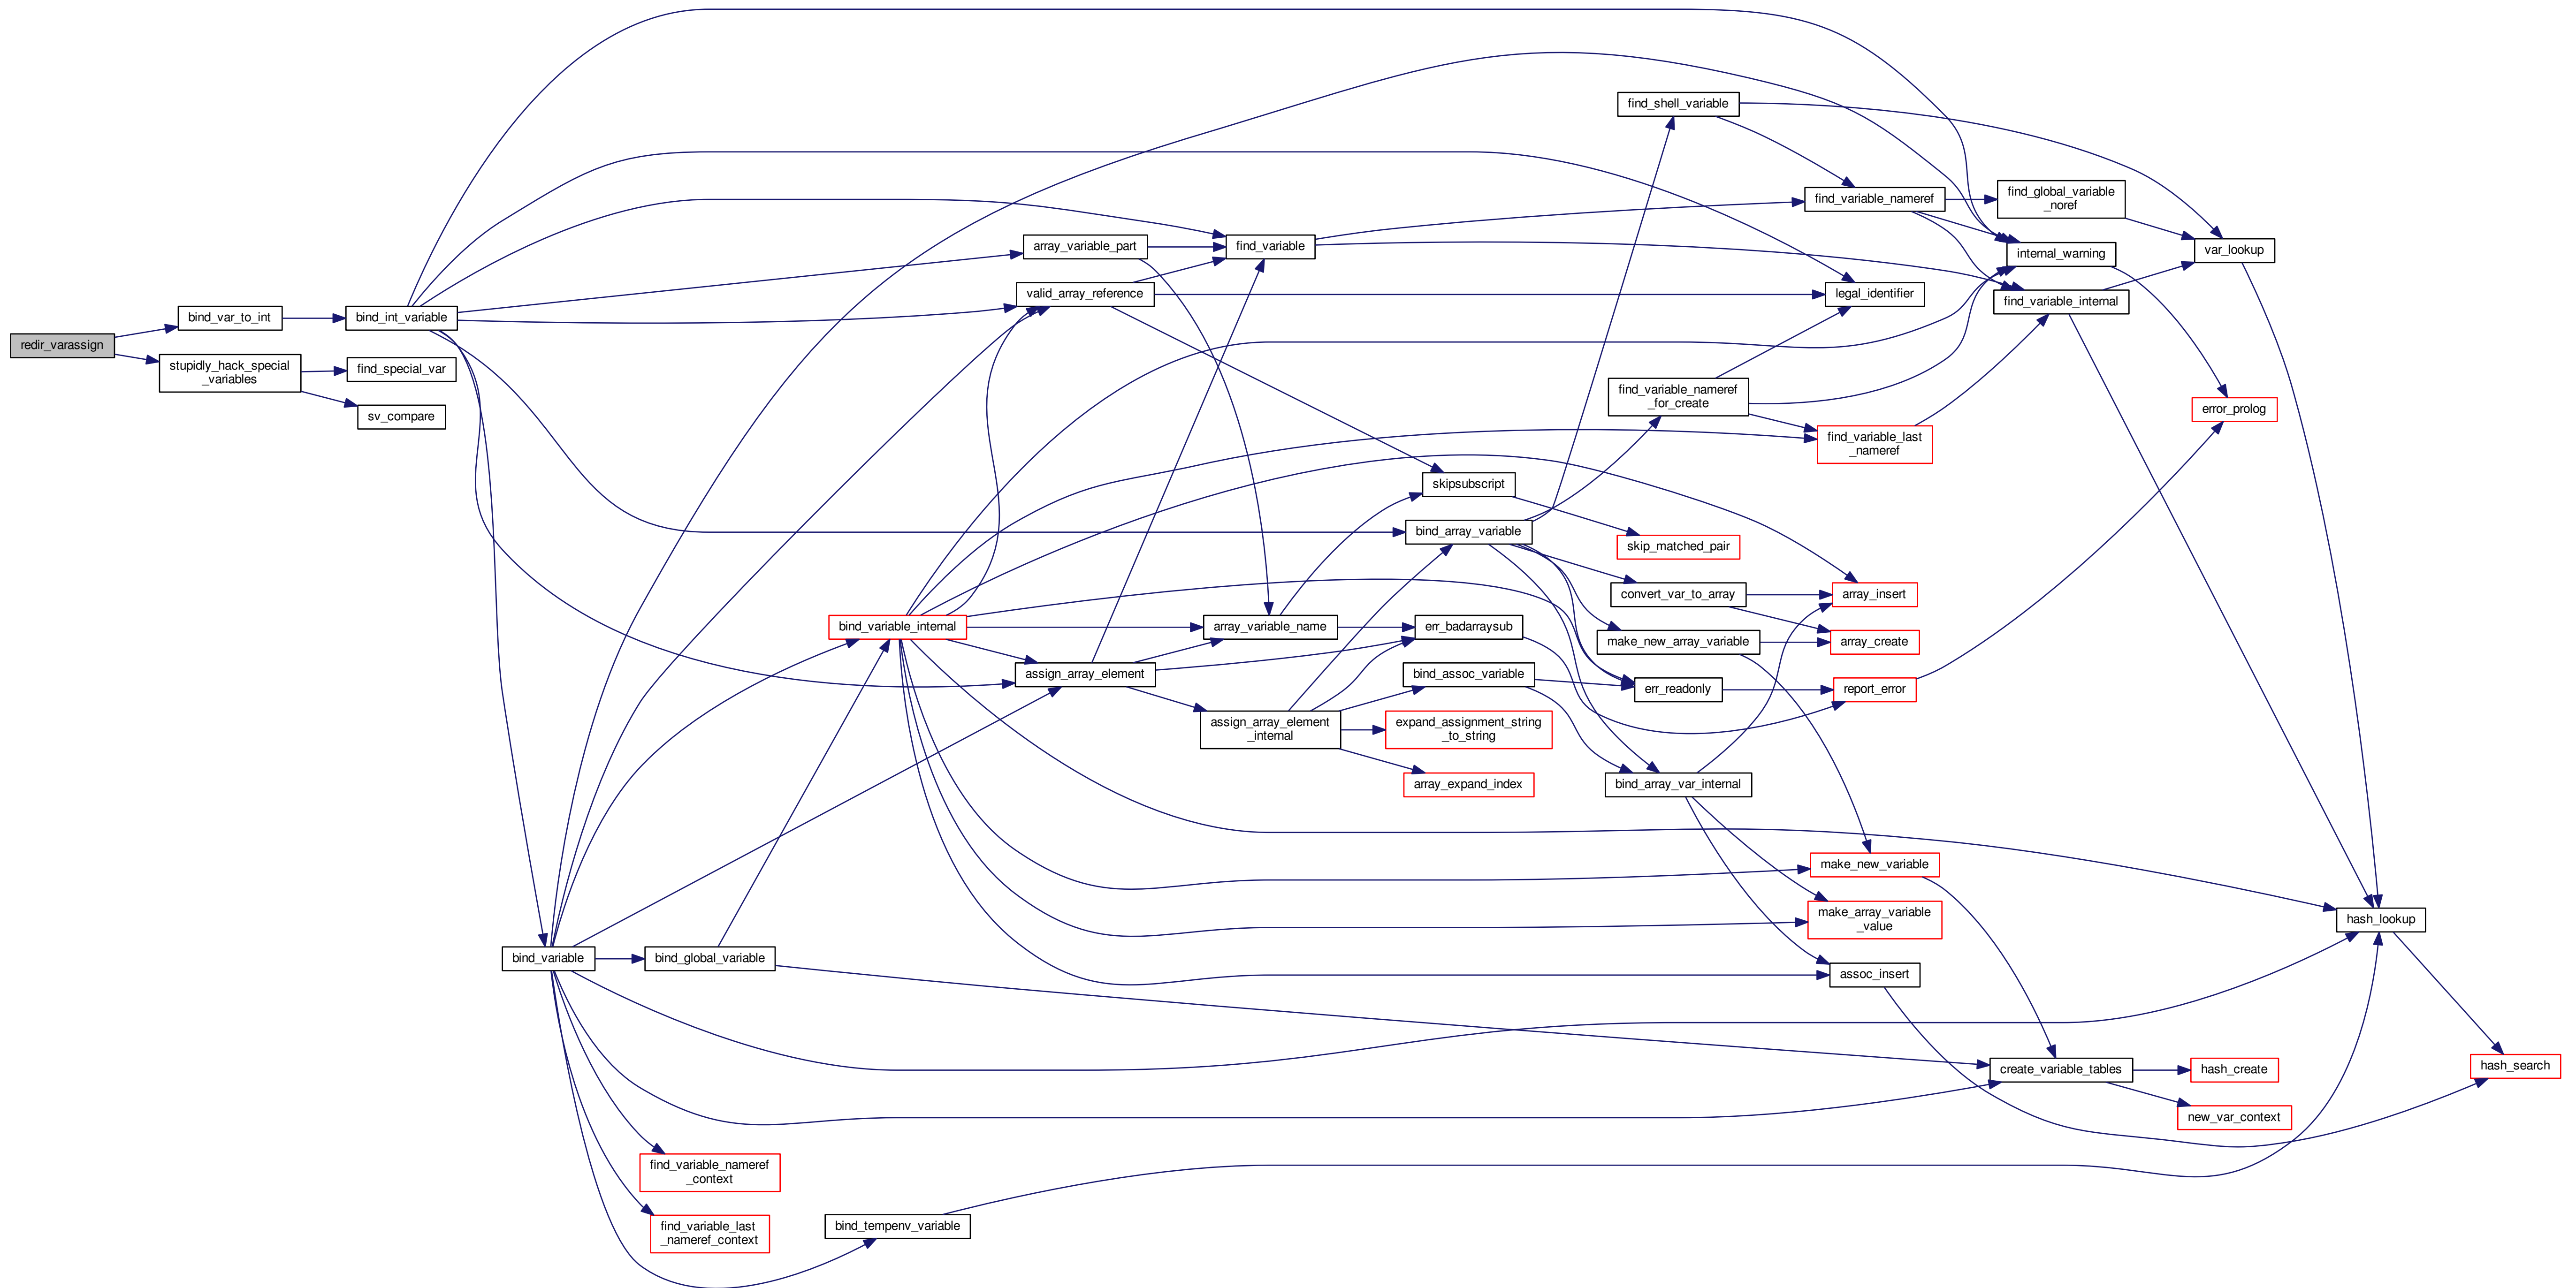 redir_varassign
bind_var_to_int
stupidly_hack_special
_variables
bind_int_variable
find_special_var
sv_compare
bind_variable
bind_global_variable
find_variable_nameref
_context
find_variable_last
_nameref_context
bind_variable_internal
bind_tempenv_variable
array_variable_part
valid_array_reference
assign_array_element
find_variable
array_variable_name
assign_array_element
_internal
skipsubscript
bind_array_variable
err_badarraysub
bind_assoc_variable
expand_assignment_string
_to_string
array_expand_index
find_shell_variable
find_variable_nameref
_for_create
skip_matched_pair
convert_var_to_array
make_new_array_variable
err_readonly
bind_array_var_internal
find_variable_nameref
legal_identifier
find_variable_last
_nameref
array_insert
array_create
report_error
make_new_variable
make_array_variable
_value
assoc_insert
find_global_variable
_noref
internal_warning
find_variable_internal
create_variable_tables
var_lookup
error_prolog
hash_create
new_var_context
hash_lookup
hash_search